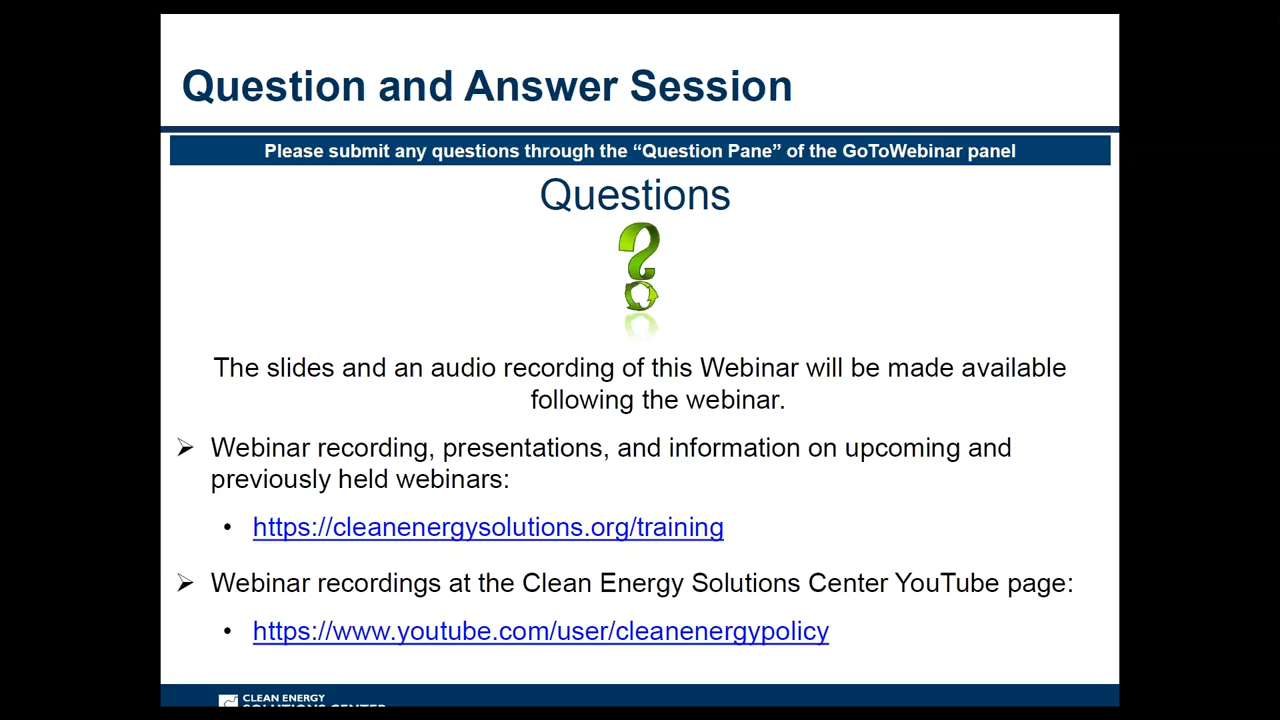 Question and Answer Session
Please submit any questions through the “Question Pane” of the GoToWebinar panel
Questions
The slides and an audio recording of this Webinar will be made available
following the webinar.
➢ Webinar recording, presentations, and information on upcoming and
previously held webinars:
• https://cleanenergysolutions.org/training
➢ Webinar recordings at the Clean Energy Solutions Center YouTube page:
• https://www.youtube.com/user/cleanenergypolicy
CLEAN ENERGY
SOLUTIONS CENTER